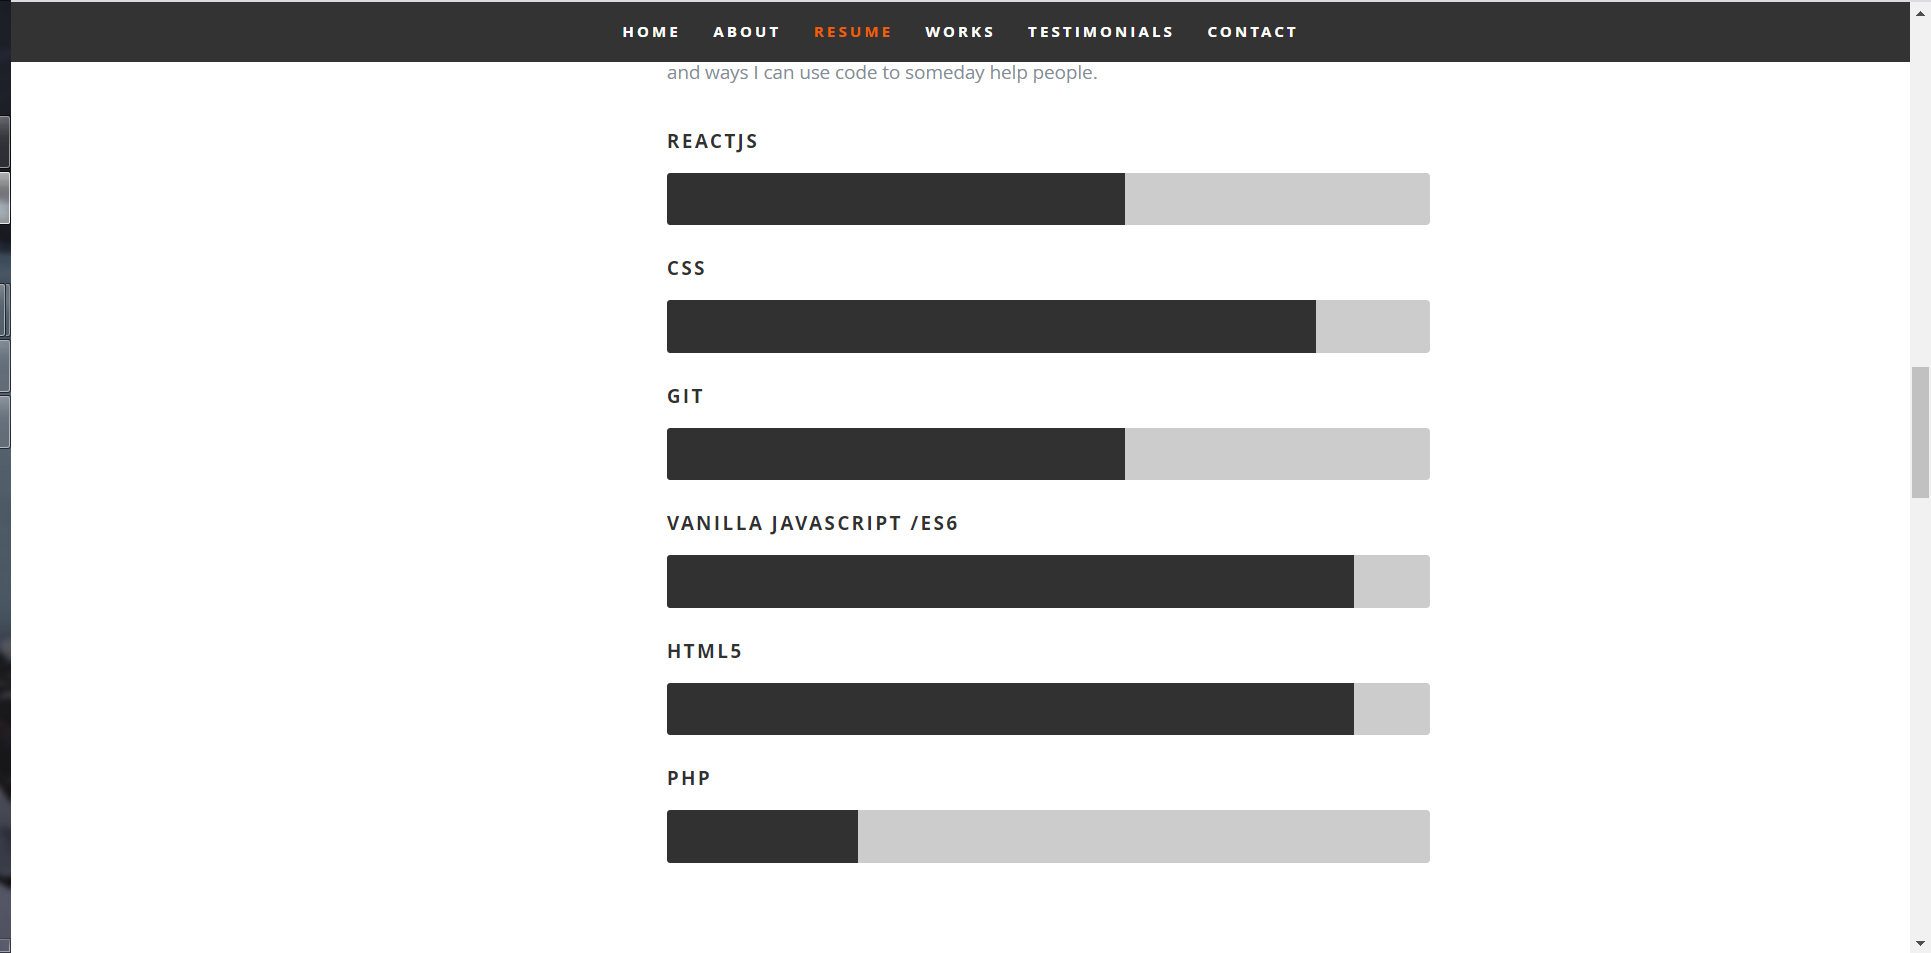 HOME ABOUT RESUME WORKS TESTIMONIALS CONTACT
and ways I can use code to someday help people.
REACTJS
CSS
GIT
VANILLA JAVASCRIPT /ES6
HTML5
PHP